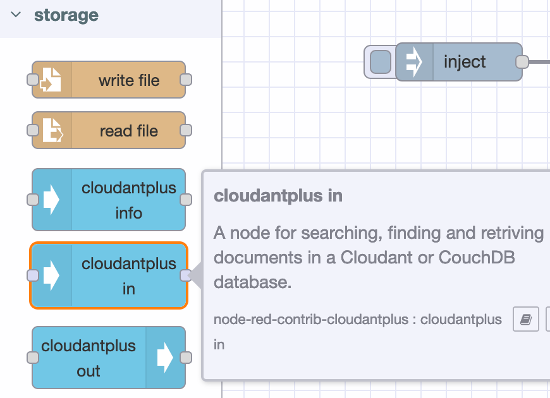 storage
write file
read file
cloudantplus
info
cloudantplus
in
cloudantplus
out
inject
cloudantplus in
A node for searching, finding and retriving
documents in a Cloudant or CouchDB
database.
node-red-contrib-cloudantplus : cloudantplus
in